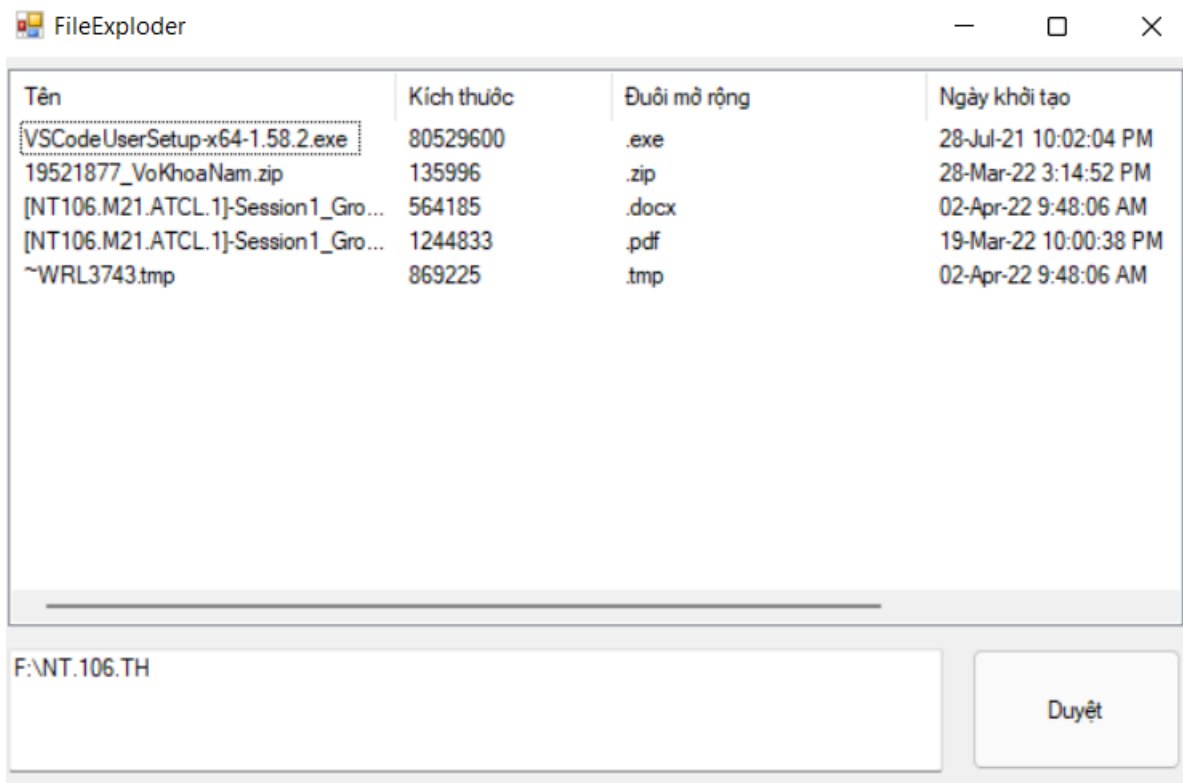 FileExploder
Tên Kích thước Đuôi mở rộng Ngày khởi tạo
VSCodeUserSetup-x64-1.58.2.exe 80529600 .exe 28-Jul-21 10:02:04 PM
19521877_VoKhoaNam.zip 135996 .zip 28-Mar-22 3:14:52 PM
[NT106.M21.ATCL.1]-Session1_Gro... 564185 .docx 02-Apr-22 9:48:06 AM
[NT106.M21.ATCL.1]-Session1_Gro... 1244833 .pdf 19-Mar-22 10:00:38 PM
~WRL3743.tmp 869225 .tmp 02-Apr-22 9:48:06 AM
F:\NT.106.TH
Duyệt